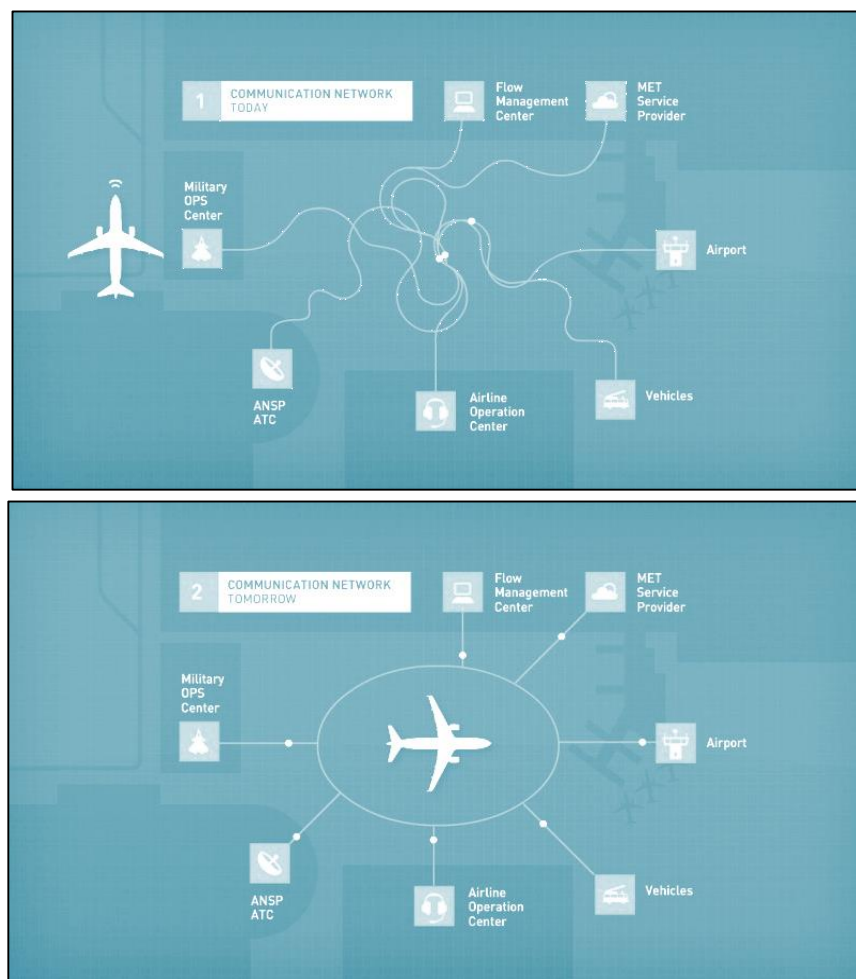 1
COMMUNICATION NETWORK
TODAY
Flow
Management
Center
MET
Service
Provider
Military
OPS
Center
Airport
ANSP
ATC
Airline
Operation
Center
Vehicles
2
COMMUNICATION NETWORK
TOMORROW
Flow
Management
Center
MET
Service
Provider
Military
OPS
Center
Airport
ANSP
ATC
Airline
Operation
Center
Vehicles